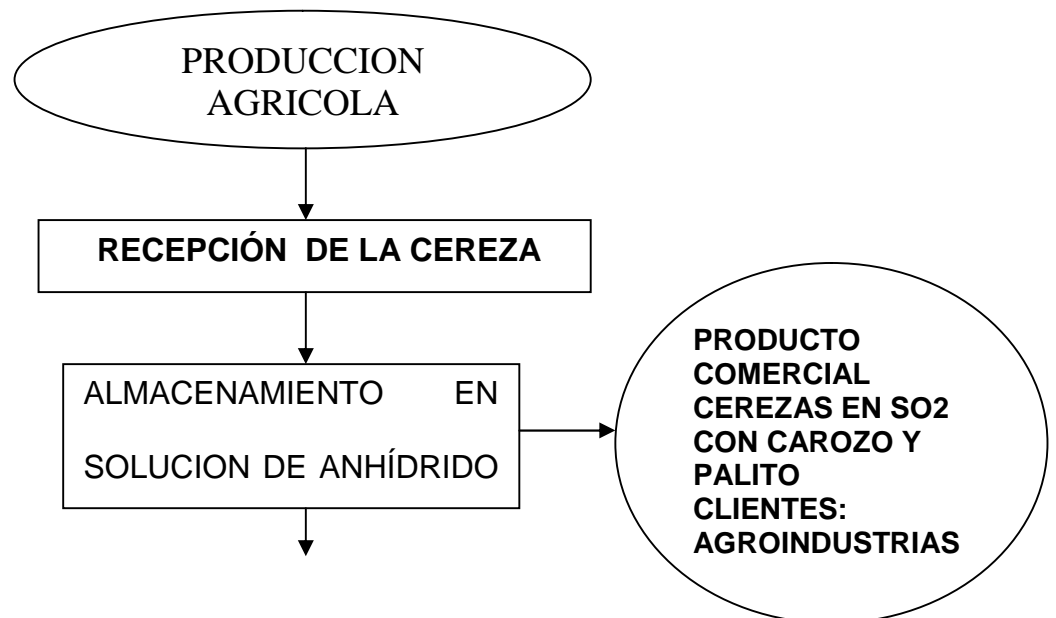 PRODUCCION
AGRICOLA
RECEPCIÓN DE LA CEREZA
ALMACENAMIENTO EN
SOLUCION DE ANHÍDRIDO
PRODUCTO
COMERCIAL
CEREZAS EN SO2
CON CAROZO Y
PALITO
CLIENTES:
AGROINDUSTRIAS